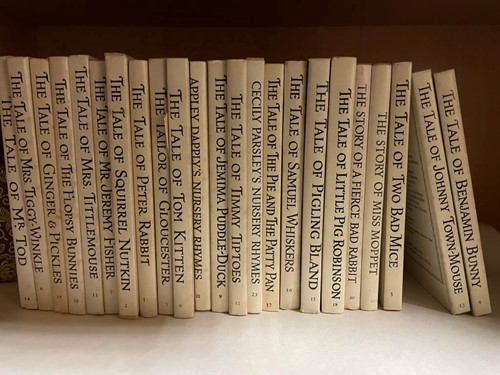 THE TALE OF MR. TOD
THE TALE OF MRS. TIGGY-WINKLE
THE TALE OF GINGER & PICKLES
THE TALE OF THE FLOPSY BUNNIES
THE TALE OF MRS. TITTLEMOUSE
THE TALE OF MR. JEREMY FISHER
THE TALE OF SQUIRREL NUTKIN
THE TALE OF PETER RABBIT
THE TAILOR OF GLOUCESTER
THE TALE OF TOM KITTEN
APPLEY DAPPLY'S NURSERY RHYMES
THE TALE OF JEMIMA PUDDLE-DUCK
THE TALE OF TIMMY TIPTOES
CECILY PARSLEY'S NURSERY RHYMES
THE TALE OF THE PIE AND THE PATTY PAN
THE TALE OF SAMUEL WHISKERS
THE TALE OF PIGLING BLAND
THE TALE OF LITTLE PIG ROBINSON
THE STORY OF A FIERCE BAD RABBIT
THE STORY OF MISS MOPPET
THE TALE OF TWO BAD MICE
THE TALE OF JOHNNY TOWN-MOUSE
THE TALE OF BENJAMIN BUNNY